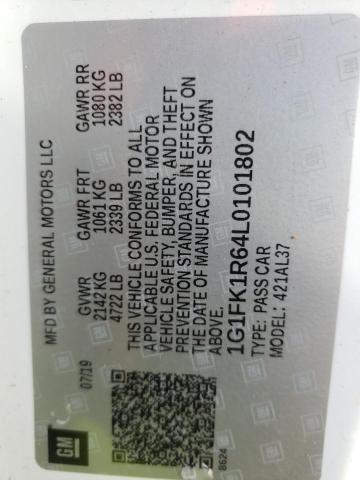 MFD BY GENERAL MOTORS LLC
07/19
GVWR GAWR FRT GAWR RR
2142 KG 1061 KG 1080 KG
4722 LB 2339 LB 2382 LB
THIS VEHICLE CONFORMS TO ALL
APPLICABLE U.S. FEDERAL MOTOR
VEHICLE SAFETY, BUMPER, AND THEFT
PREVENTION STANDARDS IN EFFECT ON
THE DATE OF MANUFACTURE SHOWN
ABOVE.
1G1FK1R64L0101802
TYPE: PASS CAR
MODEL: 421AL37
GM
8624